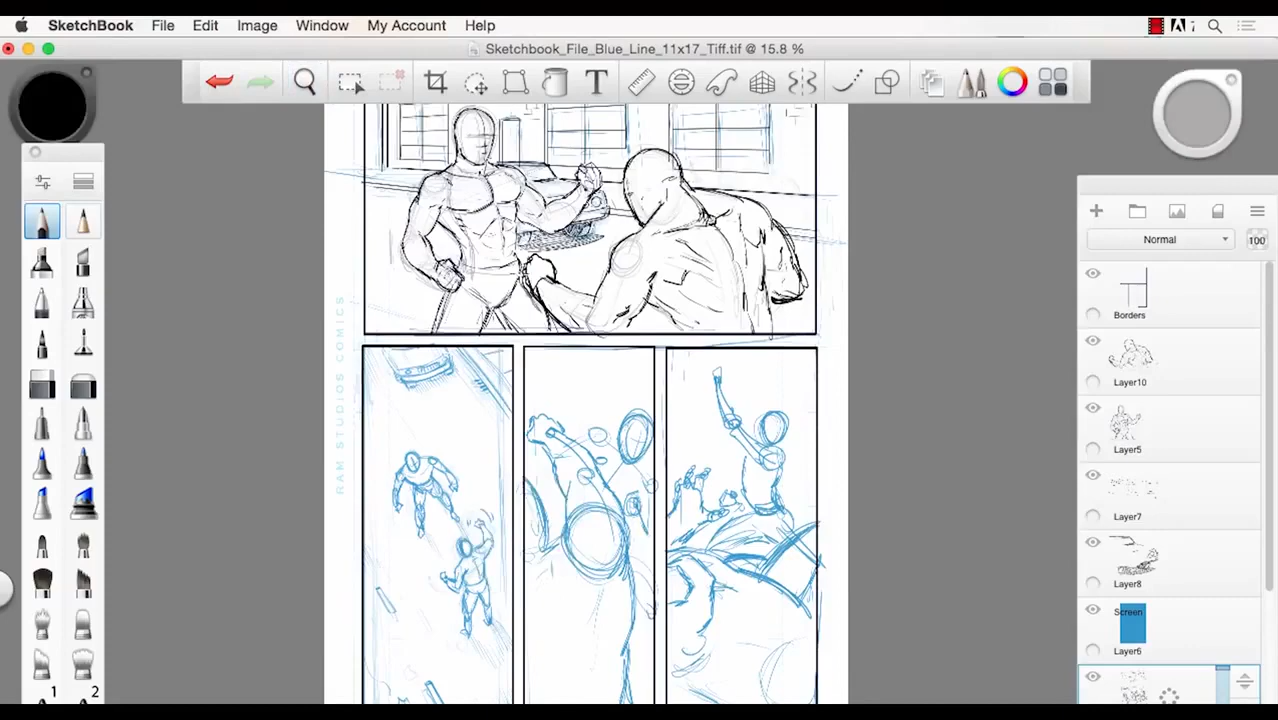 SketchBook File Edit Image Window My Account Help
Sketchbook_File_Blue_Line_11x17_Tiff.tif @ 15.8 %
T
Normal 100
Borders
Layer10
Layer5
Layer7
Layer8
Screen
Layer6
RAM STUDIOS COMICS
1 2